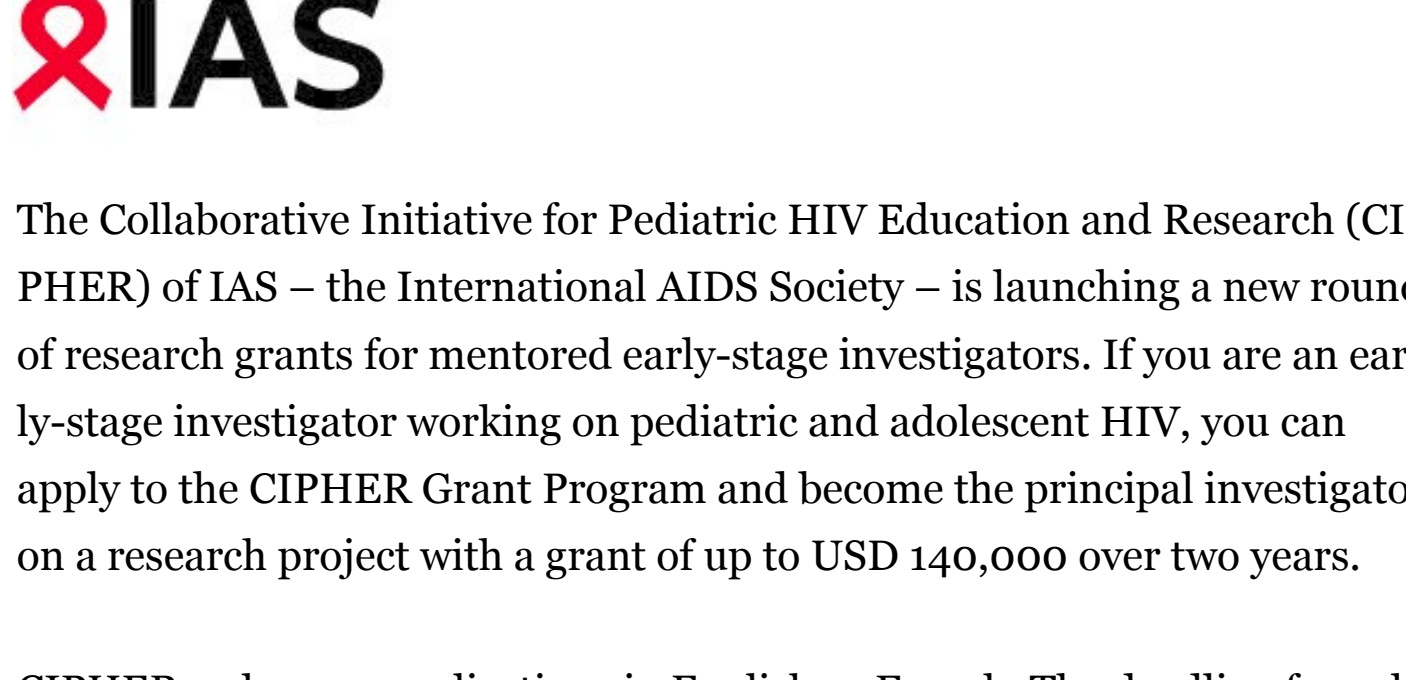 IAS
The Collaborative Initiative for Pediatric HIV Education and Research (CI
PHER) of IAS – the International AIDS Society – is launching a new round
of research grants for mentored early-stage investigators. If you are an ear
ly-stage investigator working on pediatric and adolescent HIV, you can
apply to the CIPHER Grant Program and become the principal investigato
on a research project with a grant of up to USD 140,000 over two years.